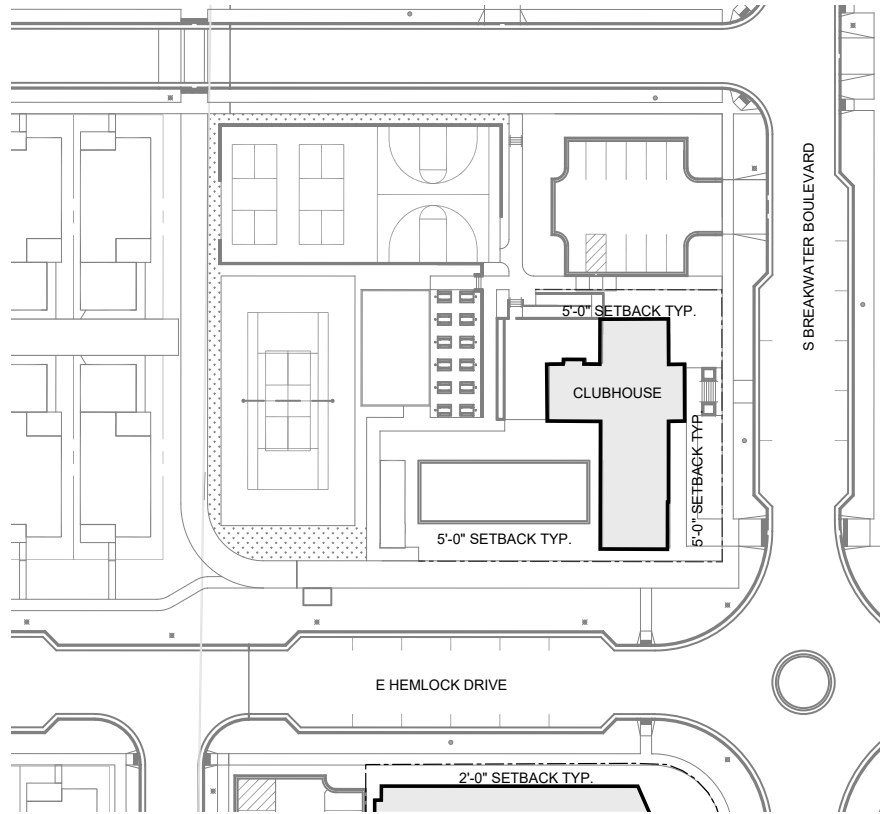 S BREAKWATER BOULEVARD
5'-0" SETBACK TYP.
CLUBHOUSE
5'-0" SETBACK TYP.
5'-0" SETBACK TYP.
E HEMLOCK DRIVE
2'-0" SETBACK TYP.